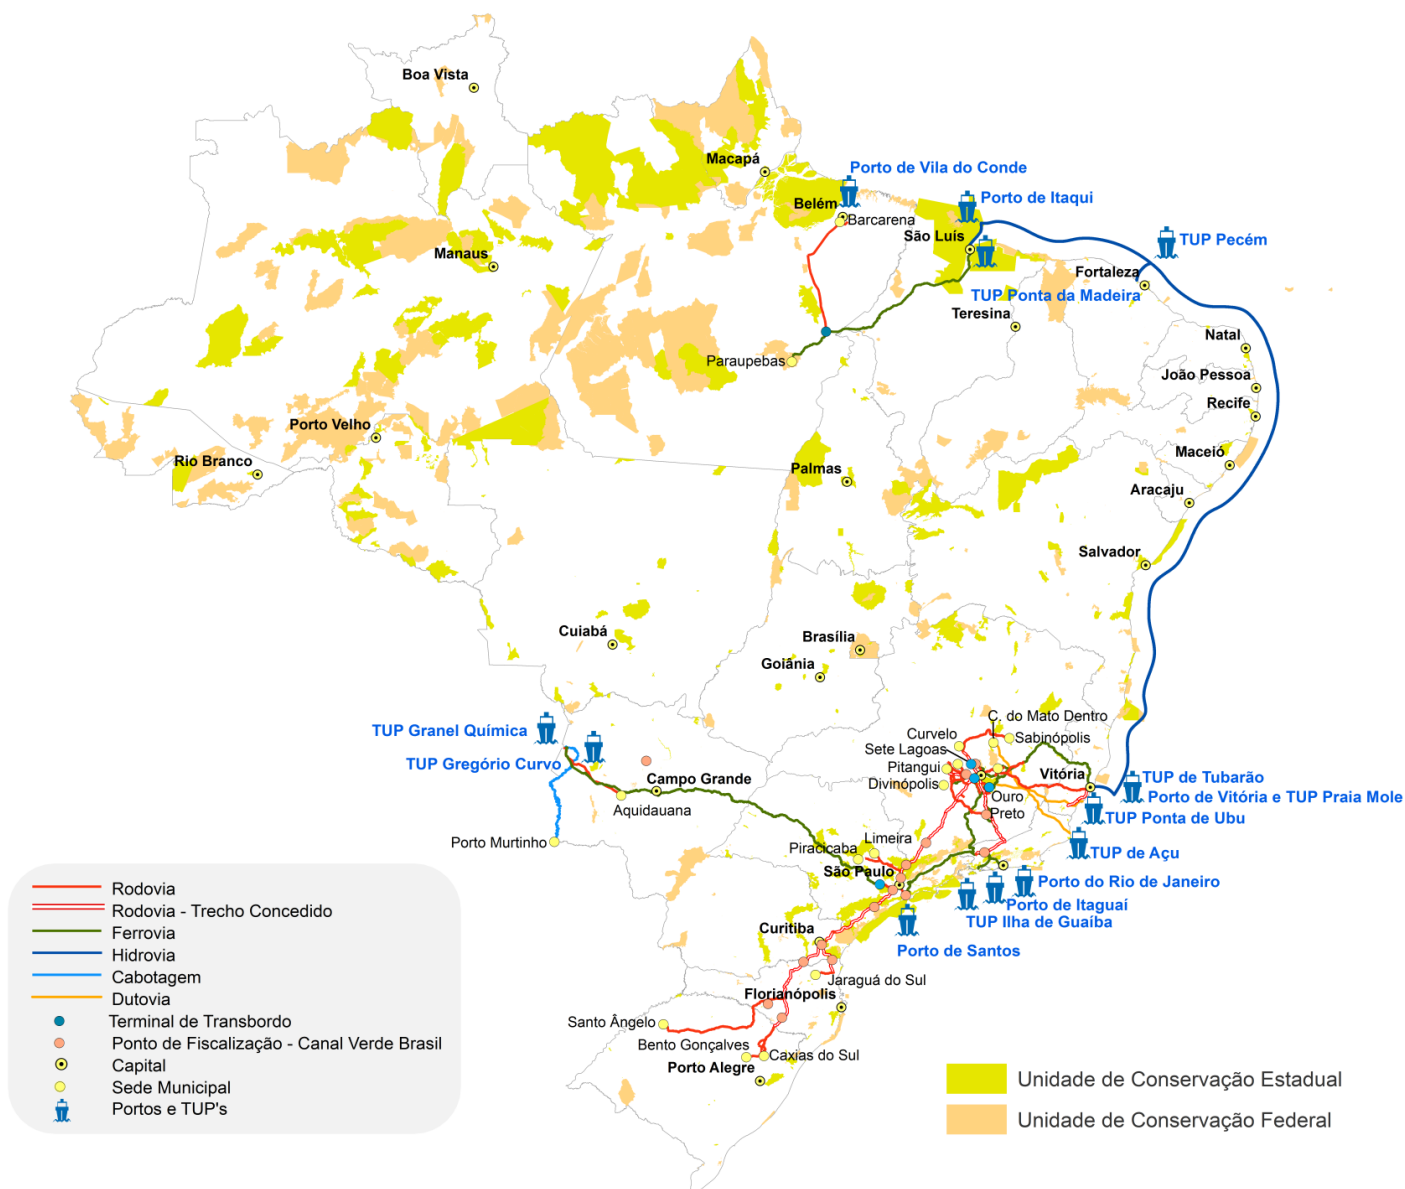 Boa Vista
Macapá
Porto de Vila do Conde
Belém
Barcarena
Porto de Itaqui
São Luís
TUP Pecém
Manaus
Fortaleza
TUP Ponta da Madeira
Teresina
Natal
Paraupebas
João Pessoa
Recife
Porto Velho
Maceió
Rio Branco
Palmas
Aracaju
Salvador
Cuiabá
Brasília
Goiânia
C. do Mato Dentro
TUP Granel Química
Curvelo
Sabinópolis
Sete Lagoas
TUP Gregório Curvo
Pitangui
Campo Grande
Vitória
TUP de Tubarão
Divinópolis
Porto de Vitória e TUP Praia Mole
Ouro
Preto
Aquidauana
TUP Ponta de Ubu
Porto Murtinho
Limeira
Piracicaba
TUP de Açu
São Paulo
Porto do Rio de Janeiro
Porto de Itaguaí
TUP Ilha de Guaíba
Curitiba
Porto de Santos
Jaraguá do Sul
Florianópolis
Santo Ângelo
Bento Gonçalves
Caxias do Sul
Porto Alegre
Rodovia
Rodovia - Trecho Concedido
Ferrovia
Hidrovia
Cabotagem
Dutovia
Terminal de Transbordo
Ponto de Fiscalização - Canal Verde Brasil
Capital
Sede Municipal
Portos e TUP's
Unidade de Conservação Estadual
Unidade de Conservação Federal